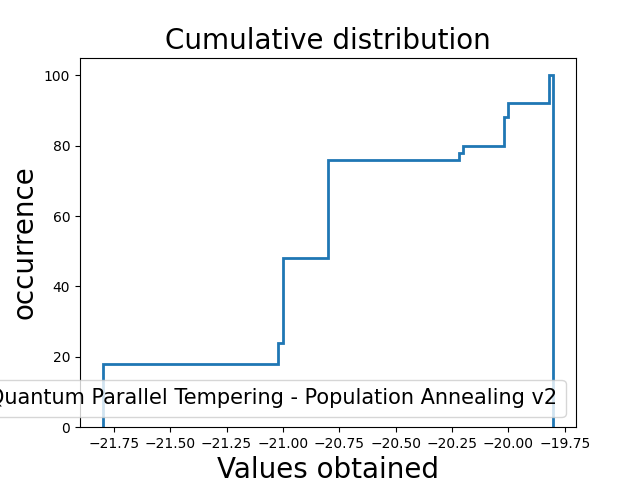 Cumulative distribution
100
80
60
40
20
0
occurrence
Quantum Parallel Tempering - Population Annealing v2
−21.75 −21.50 −21.25 −21.00 −20.75 −20.50 −20.25 −20.00 −19.75
Values obtained